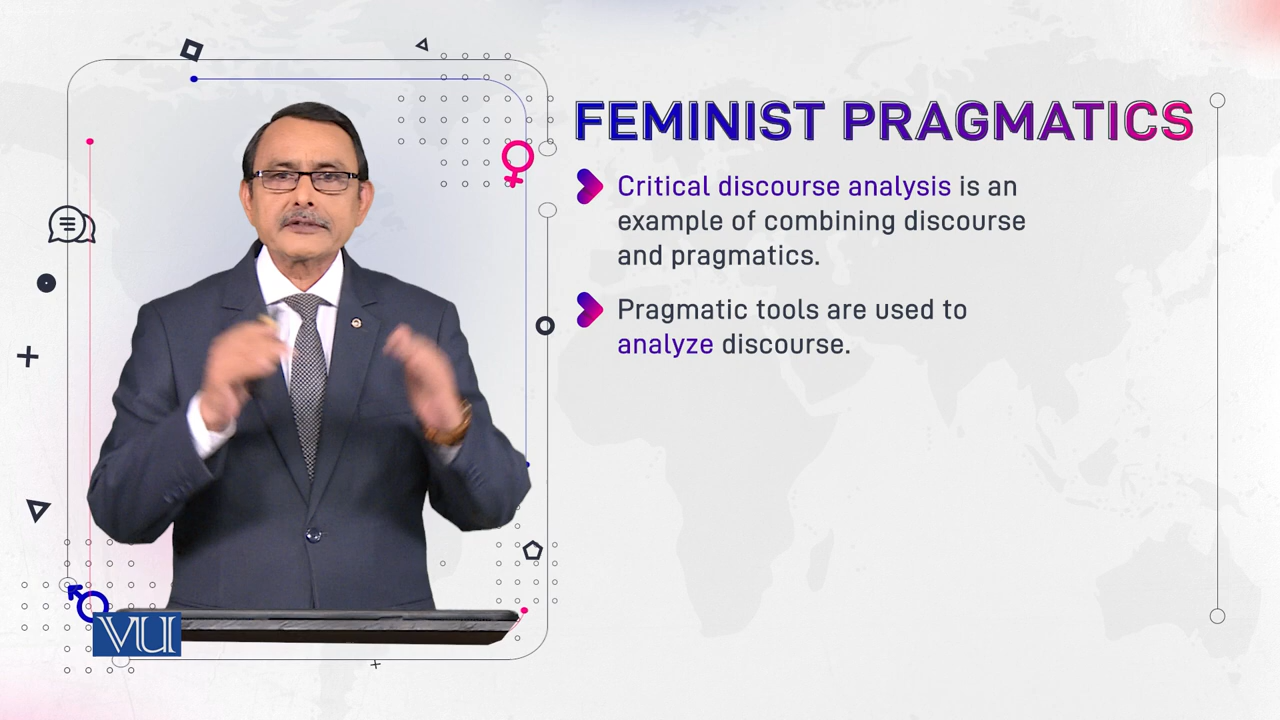 FEMINIST PRAGMATICS
Critical discourse analysis is an
example of combining discourse
and pragmatics.
Pragmatic tools are used to
analyze discourse.
VU